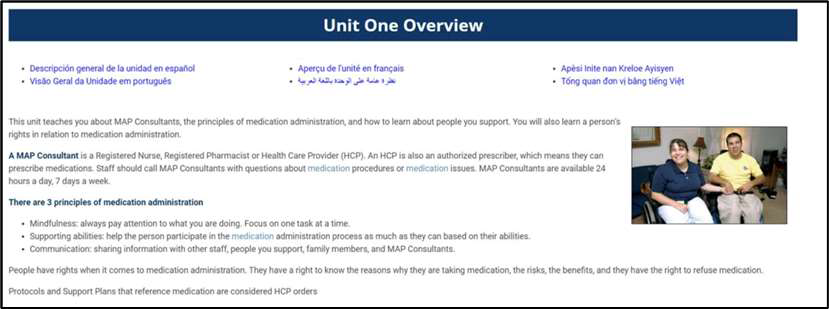 Unit One Overview
Descripción general de la unidad en español
Aperçu de l'unité en français
Apèsi Inite nan Kreloe Ayisyen
Visão Geral da Unidade em português
نظرة عامة على الوحدة باللغة العربية
Tổng quan đơn vị bằng tiếng Việt
This unit teaches you about MAP Consultants, the principles of medication administration, and how to learn about people you support. You will also learn a person's
rights in relation to medication administration.
A MAP Consultant is a Registered Nurse, Registered Pharmacist or Health Care Provider (HCP). An HCP is also an authorized prescriber, which means they can
prescribe medications. Staff should call MAP Consultants with questions about medication procedures or medication issues. MAP Consultants are available 24
hours a day, 7 days a week.
There are 3 principles of medication administration
Mindfulness: always pay attention to what you are doing. Focus on one task at a time.
Supporting abilities: help the person participate in the medication administration process as much as they can based on their abilities.
Communication: sharing information with other staff, people you support, family members, and MAP Consultants.
People have rights when it comes to medication administration. They have a right to know the reasons why they are taking medication, the risks, the benefits, and they have the right to refuse medication.
Protocols and Support Plans that reference medication are considered HCP orders